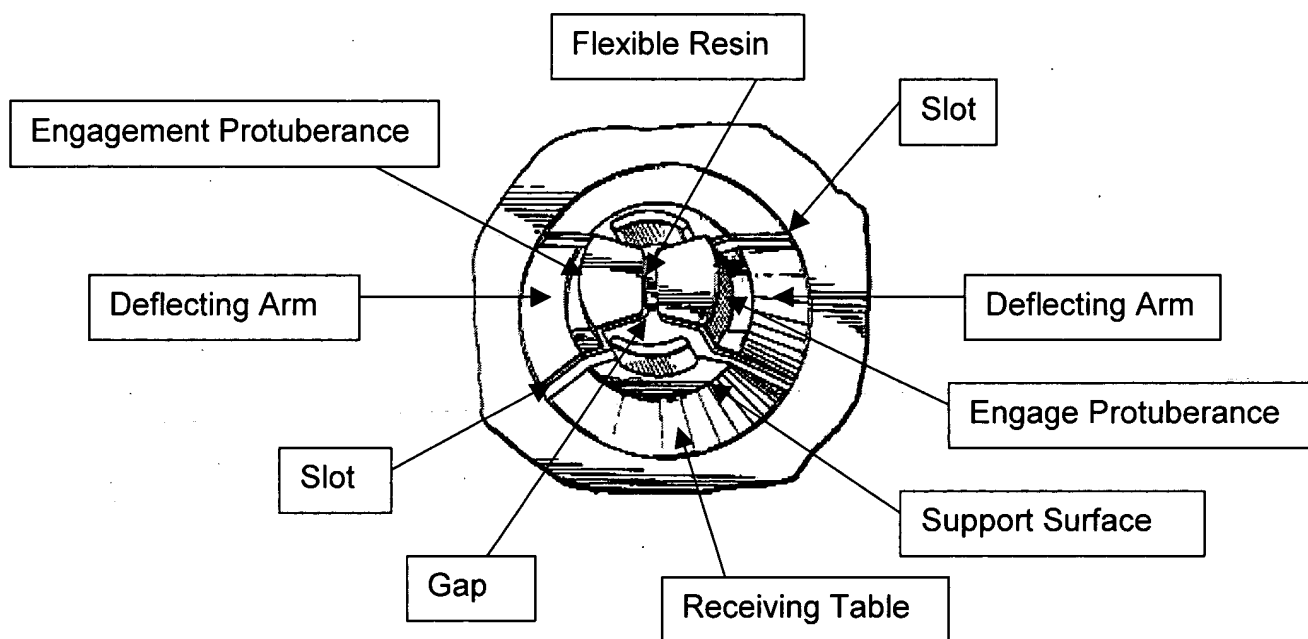 Flexible Resin
Slot
Engagement Protuberance
Deflecting Arm
Deflecting Arm
Engage Protuberance
Slot
Support Surface
Gap
Receiving Table